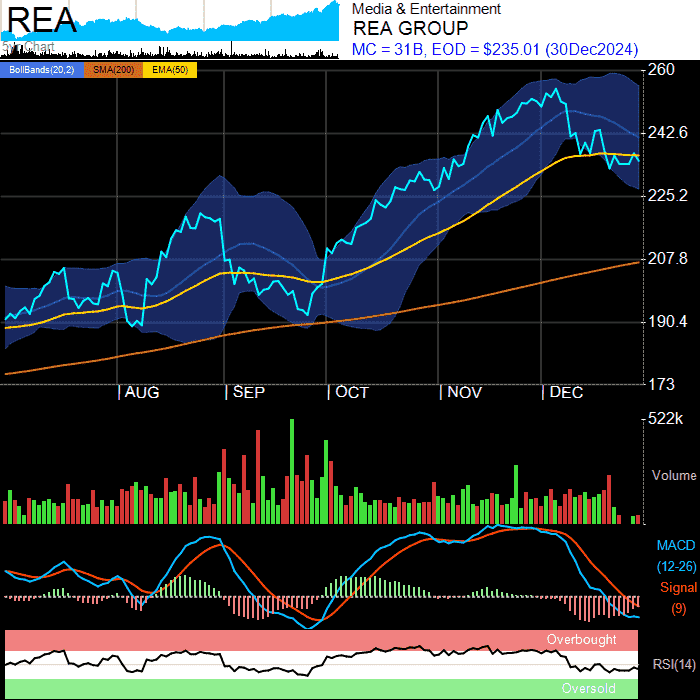 REA
5yr Chart
Media & Entertainment
REA GROUP
MC = 31B, EOD = $235.01 (30Dec2024)
BollBands(20,2) SMA(200) EMA(50)
260
242.6
225.2
207.8
190.4
173
AUG SEP OCT NOV DEC
522k
Volume
MACD
(12-26)
Signal
(9)
Overbought
RSI(14)
Oversold